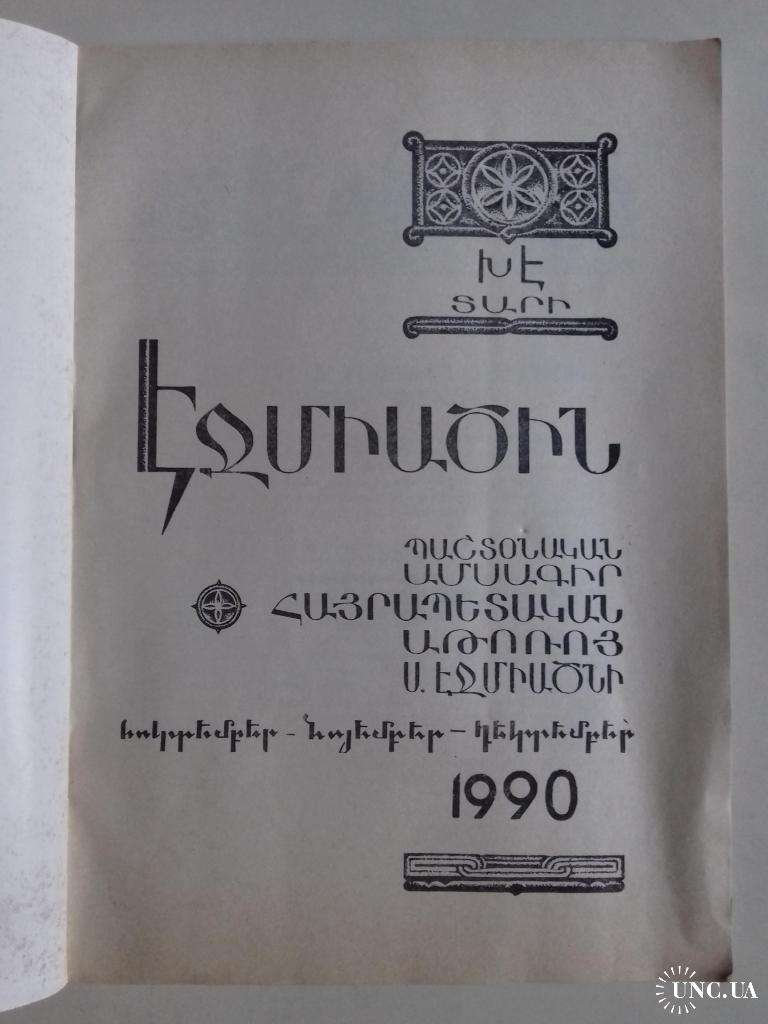 ԽԷ
ՏԱՐԻ
ԷՋՄԻԱԾԻՆ
ՊԱՇՏՕՆԱԿԱՆ
ԱՄՍԱԳԻՐ
ՀԱՅՐԱՊԵՏԱԿԱՆ
ԱԹՈՌՈՅ
Ս. ԷՋՄԻԱԾՆԻ
հոկտեմբեր - նոյեմբեր - դեկտեմբեր
1990
UNC.UA